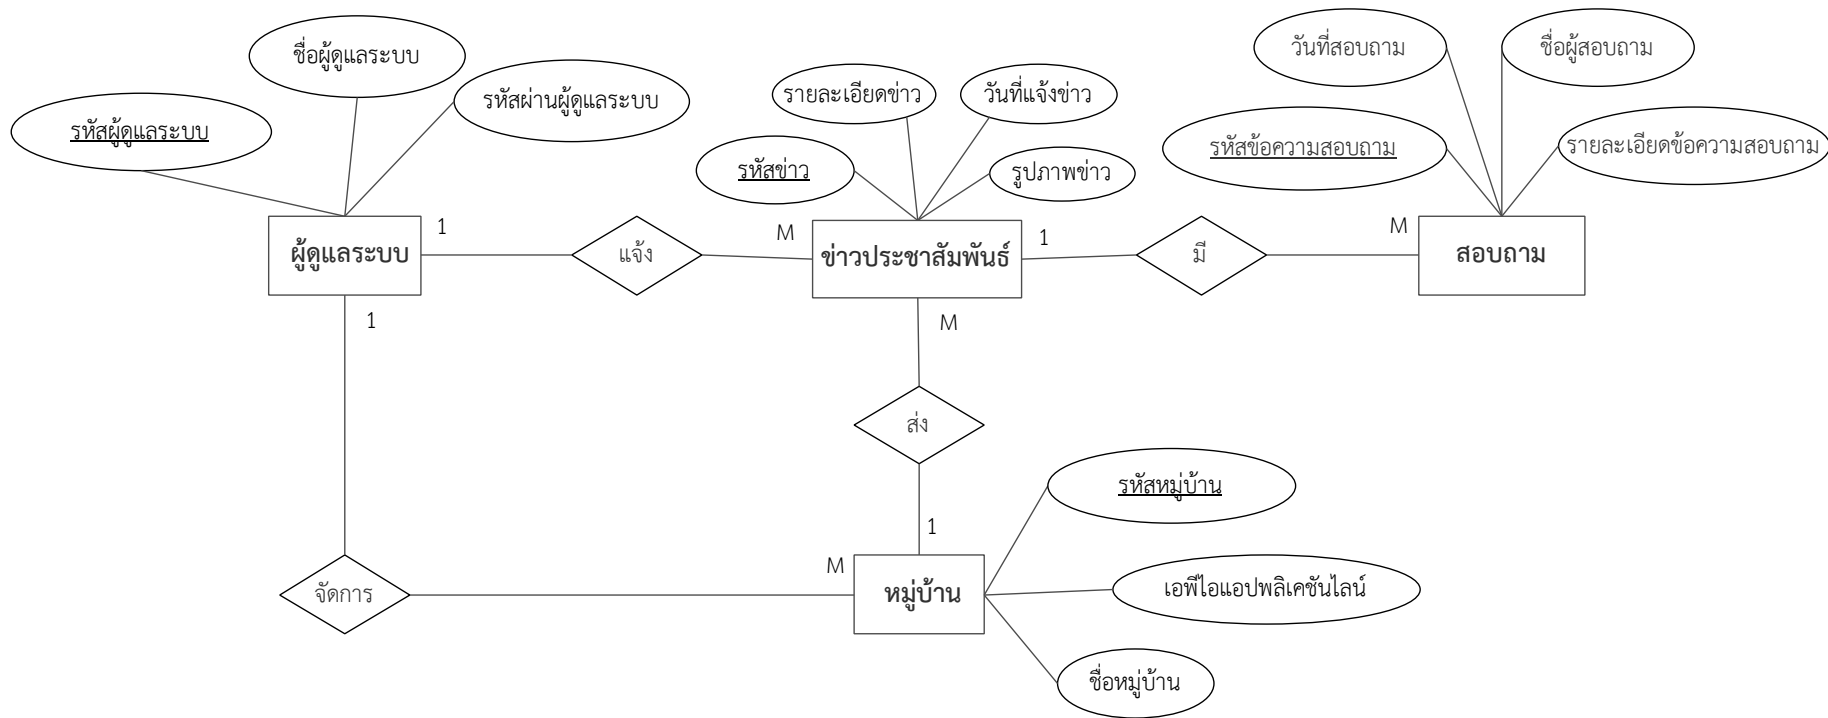 ชื่อผู้ดูแลระบบ
รหัสผ่านผู้ดูแลระบบ
รหัสผู้ดูแลระบบ
รายละเอียดข่าว
วันที่แจ้งข่าว
รหัสข่าว
รูปภาพข่าว
วันที่สอบถาม
ชื่อผู้สอบถาม
รหัสข้อความสอบถาม
รายละเอียดข้อความสอบถาม
ผู้ดูแลระบบ
1
แจ้ง
M
ข่าวประชาสัมพันธ์
1
มี
M
สอบถาม
1
M
ส่ง
1
จัดการ
M
หมู่บ้าน
รหัสหมู่บ้าน
เอพีไอแอปพลิเคชันไลน์
ชื่อหมู่บ้าน